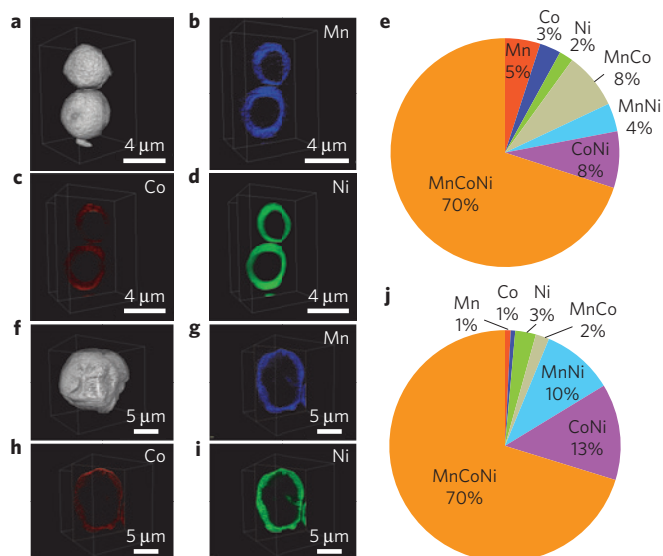 a
4 µm
b
Mn
4 µm
c
Co
4 µm
d
Ni
4 µm
e
Mn
5%
Co
3%
Ni
2%
MnCo
8%
MnNi
4%
CoNi
8%
MnCoNi
70%
f
5 µm
g
Mn
5 µm
h
Co
5 µm
i
Ni
5 µm
j
Mn
1%
Co
1%
Ni
3%
MnCo
2%
MnNi
10%
CoNi
13%
MnCoNi
70%